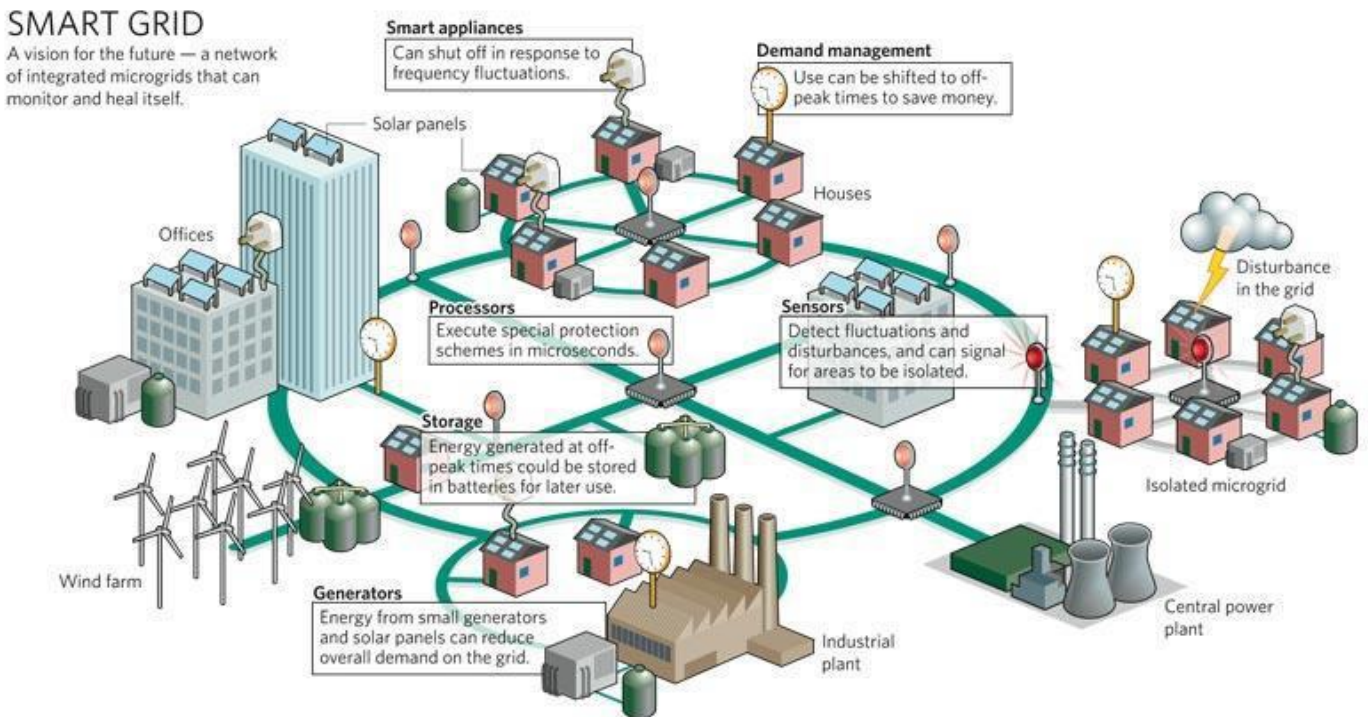 SMART GRID
A vision for the future — a network
of integrated microgrids that can
monitor and heal itself.
Smart appliances
Can shut off in response to
frequency fluctuations.
Demand management
Use can be shifted to off-
peak times to save money.
Solar panels
Houses
Offices
Disturbance
in the grid
Processors
Execute special protection
schemes in microseconds.
Sensors
Detect fluctuations and
disturbances, and can signal
for areas to be isolated.
Storage
Energy generated at off-
peak times could be stored
in batteries for later use.
Isolated microgrid
Wind farm
Generators
Energy from small generators
and solar panels can reduce
overall demand on the grid.
Industrial
plant
Central power
plant